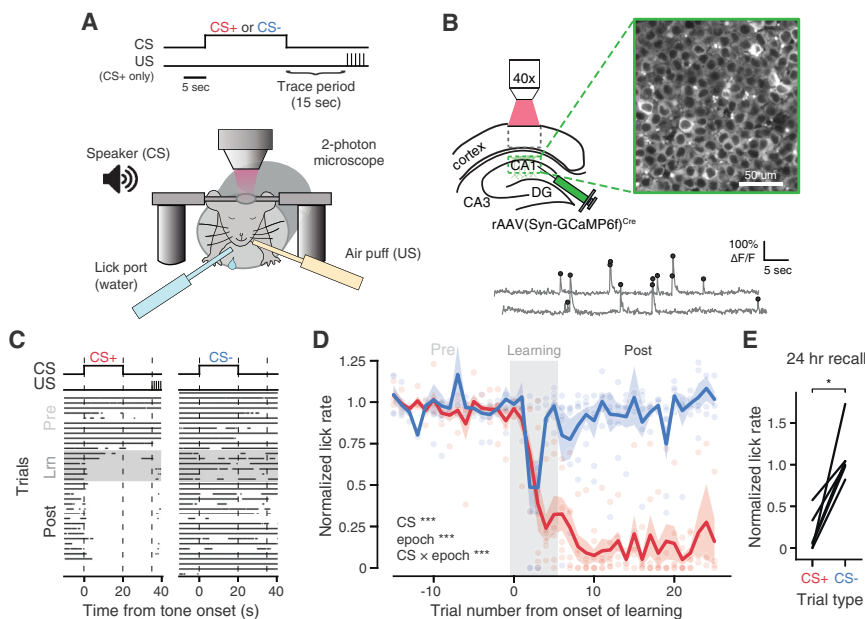 A
CS+ or CS-
CS
US
(CS+ only)
5 sec
Trace period
(15 sec)
Speaker (CS)
2-photon
microscope
Lick port
(water)
Air puff (US)
B
40x
cortex
CA1
CA3
DG
rAAV(Syn-GCaMP6f)Cre
50 um
100%
ΔF/F
5 sec
C
CS+
CS-
CS
US
Trials
Pre
Lrn
Post
0 20 40
0 20 40
Time from tone onset (s)
D
Pre
Learning
Post
Normalized lick rate
1.25
1.0
0.75
0.50
0.25
0
CS ***
epoch ***
CS × epoch ***
-10 0 10 20
Trial number from onset of learning
E
24 hr recall
*
Normalized lick rate
1.5
1.0
0.5
0
CS+ CS-
Trial type